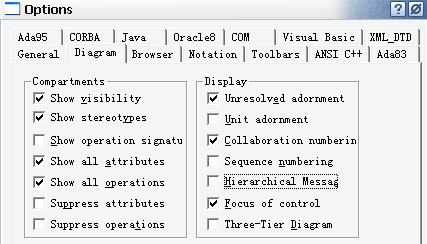 Options
Ada95 CORBA Java Oracle8 COM Visual Basic XML_DTD
General Diagram Browser Notation Toolbars ANSI C++ Ada83
Compartments
Show visibility
Show stereotypes
Show operation signatu
Show all attributes
Show all operations
Suppress attributes
Suppress operations
Display
Unresolved adornment
Unit adornment
Collaboration numberin
Sequence numbering
Hierarchical Messag
Focus of control
Three-Tier Diagram